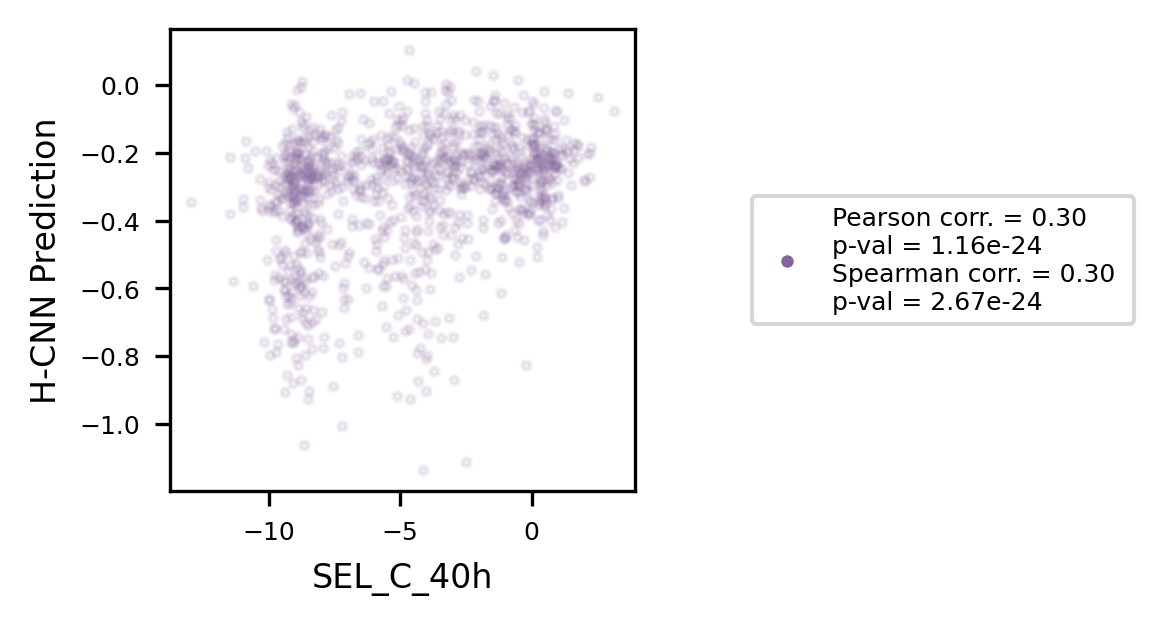 0.0
−0.2
−0.4
−0.6
−0.8
−1.0
H-CNN Prediction
−10
−5
0
SEL_C_40h
Pearson corr. = 0.30
p-val = 1.16e-24
Spearman corr. = 0.30
p-val = 2.67e-24